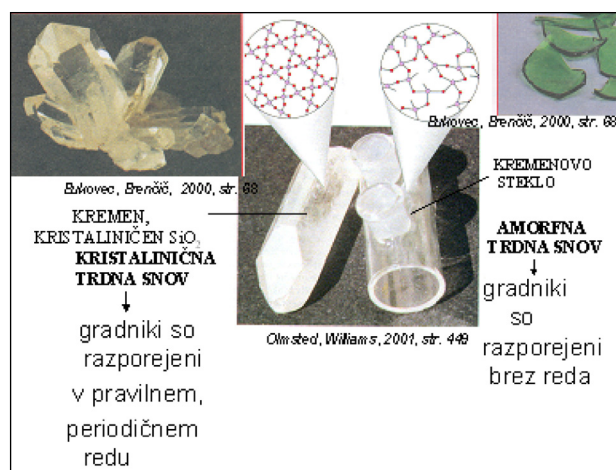 Bukovec, Brenčič, 2000, str. 68
Bukovec, Brenčič, 2000, str. 68
KREMEN,
KRISTALINIČEN SiO₂
KRISTALINIČNA
TRDNA SNOV
gradniki so
razporejeni
v pravilnem,
periodičnem
redu
Olmsted, Williams, 2001, str. 449
KREMENOVO
STEKLO
AMORFNA
TRDNA SNOV
gradniki
so
razporejeni
brez reda